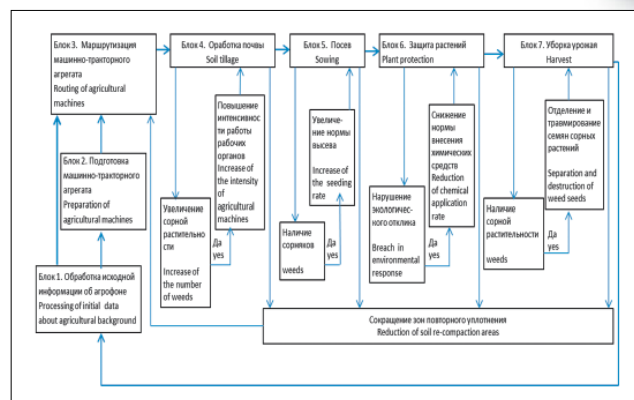 Блок 3. Маршрутизация
машинно-тракторного
агрегата
Routing of agricultural
machines
Блок 4. Оработка почвы
Soil tillage
Блок 5. Посев
Sowing
Блок 6. Защита растений
Plant protection
Блок 7. Уборка урожая
Harvest
Блок 2. Подготовка
машинно-тракторного
агрегата
Preparation of
agricultural machines
Блок 1. Обработка исходной
информации об агрофоне
Processing of initial data
about agricultural background
Увеличение
сорной
растительно
сти
Increase of
the number
of weeds
Да
yes
Повышение
интенсивнос
ти работы
рабочих
органов
Increase of
the intensity
of
agricultural
machines
Наличие
сорняков
weeds
Да
yes
Увеличе-
ние нормы
высева
Increase of
the seeding
rate
Нарушение
экологичес-
кого отклика
Breach in
environmental
response
Да
yes
Снижение
нормы
внесения
химических
средств
Reduction
of chemical
application
rate
Наличие
сорной
растительности
weeds
Да
yes
Отделение и
травмирование
семян сорных
растений
Separation and
destruction of
weed seeds
Сокращение зон повторного уплотнения
Reduction of soil re-compaction areas